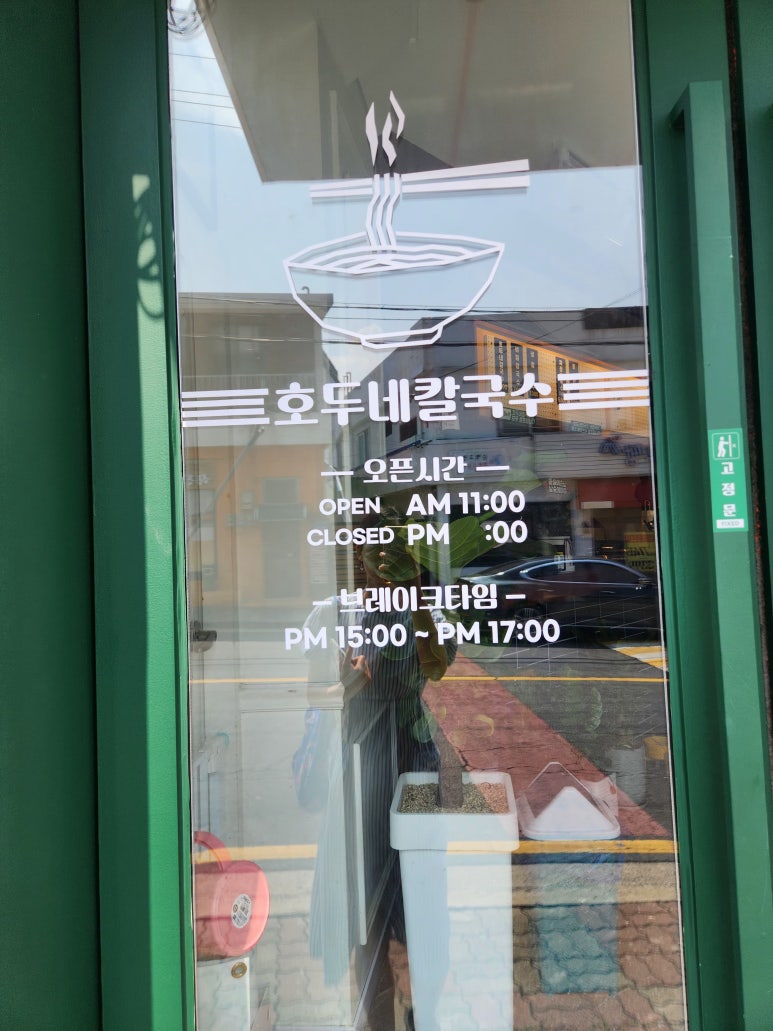 호두네칼국수
오픈시간
OPEN AM 11:00
CLOSED PM :00
브레이크타임
PM 15:00 ~ PM 17:00
고정문
FIXED